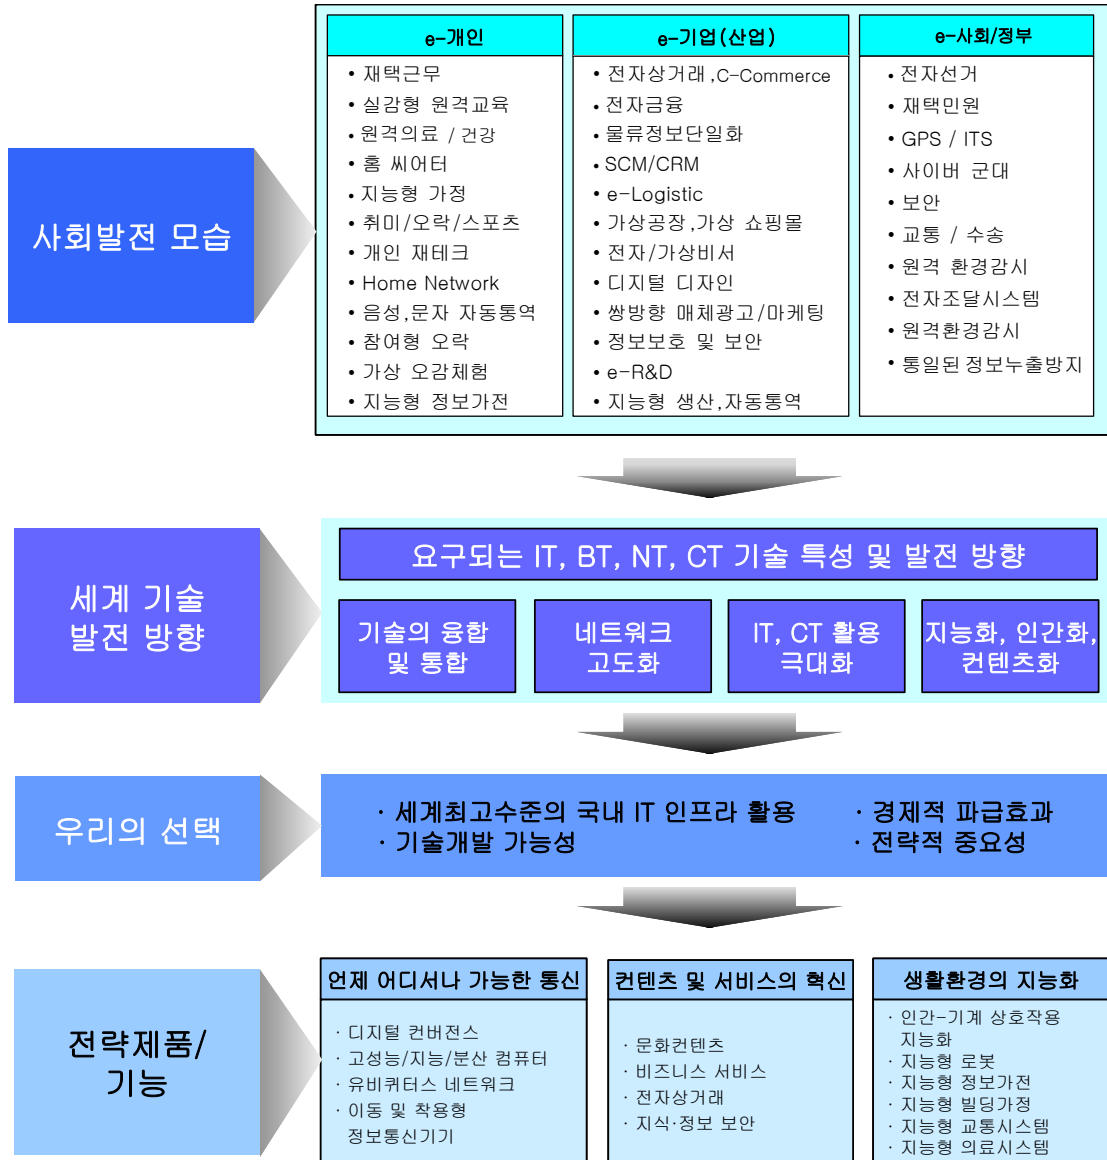 사회발전 모습
e-개인
• 재택근무
• 실감형 원격교육
• 원격의료 / 건강
• 홈 씨어터
• 지능형 가정
• 취미/오락/스포츠
• 개인 재테크
• Home Network
• 음성,문자 자동통역
• 참여형 오락
• 가상 오감체험
• 지능형 정보가전
e-기업(산업)
• 전자상거래,C-Commerce
• 전자금융
• 물류정보단일화
• SCM/CRM
• e-Logistic
• 가상공장,가상 쇼핑몰
• 전자/가상비서
• 디지털 디자인
• 쌍방향 매체광고/마케팅
• 정보보호 및 보안
• e-R&D
• 지능형 생산,자동통역
e-사회/정부
• 전자선거
• 재택민원
• GPS / ITS
• 사이버 군대
• 보안
• 교통 / 수송
• 원격 환경감시
• 전자조달시스템
• 원격환경감시
• 통일된 정보누출방지
세계 기술
발전 방향
요구되는 IT, BT, NT, CT 기술 특성 및 발전 방향
기술의 융합
및 통합
네트워크
고도화
IT, CT 활용
극대화
지능화, 인간화,
컨텐츠화
우리의 선택
· 세계최고수준의 국내 IT 인프라 활용
· 기술개발 가능성
· 경제적 파급효과
· 전략적 중요성
전략제품/
기능
언제 어디서나 가능한 통신
· 디지털 컨버전스
· 고성능/지능/분산 컴퓨터
· 유비쿼터스 네트워크
· 이동 및 착용형
정보통신기기
컨텐츠 및 서비스의 혁신
· 문화컨텐츠
· 비즈니스 서비스
· 전자상거래
· 지식·정보 보안
생활환경의 지능화
· 인간-기계 상호작용
지능화
· 지능형 로봇
· 지능형 정보가전
· 지능형 빌딩가정
· 지능형 교통시스템
· 지능형 의료시스템